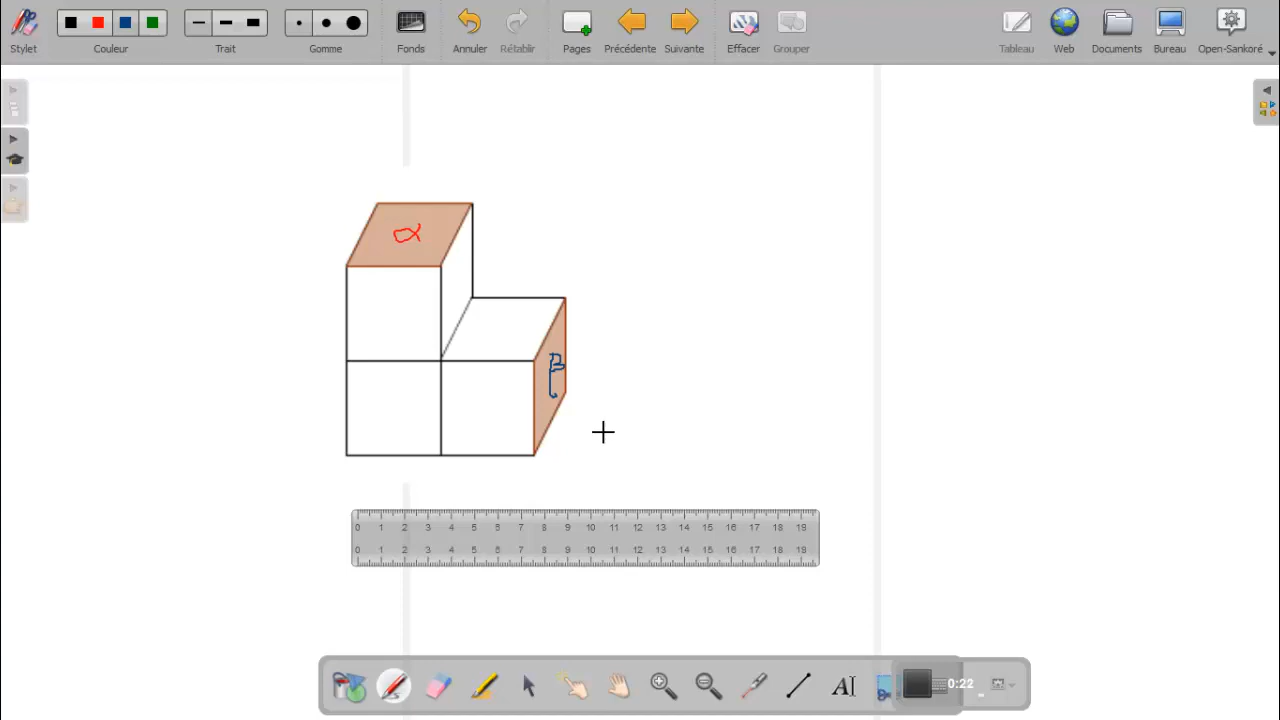 Stylet Couleur Trait Gomme Fonds Annuler Rétablir Pages Précédente Suivante Effacer Grouper Tableau Web Documents Bureau Open-Sankoré
α
β
0 1 2 3 4 5 6 7 8 9 10 11 12 13 14 15 16 17 18 19
0 1 2 3 4 5 6 7 8 9 10 11 12 13 14 15 16 17 18 19
AI 0:22